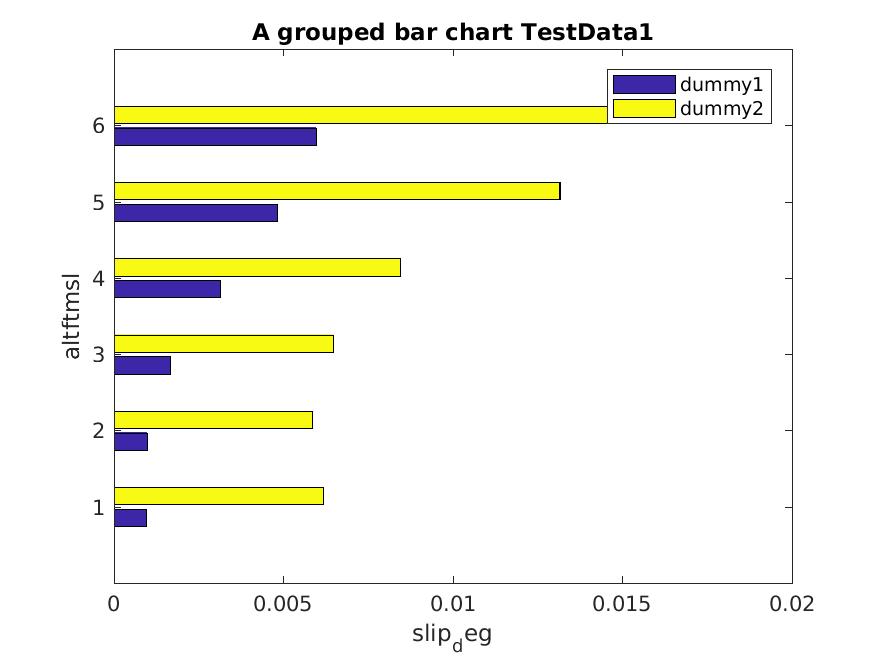 A grouped bar chart TestData1
dummy1
dummy2
6
5
4
3
2
1
altftmsl
0 0.005 0.01 0.015 0.02
slip_deg